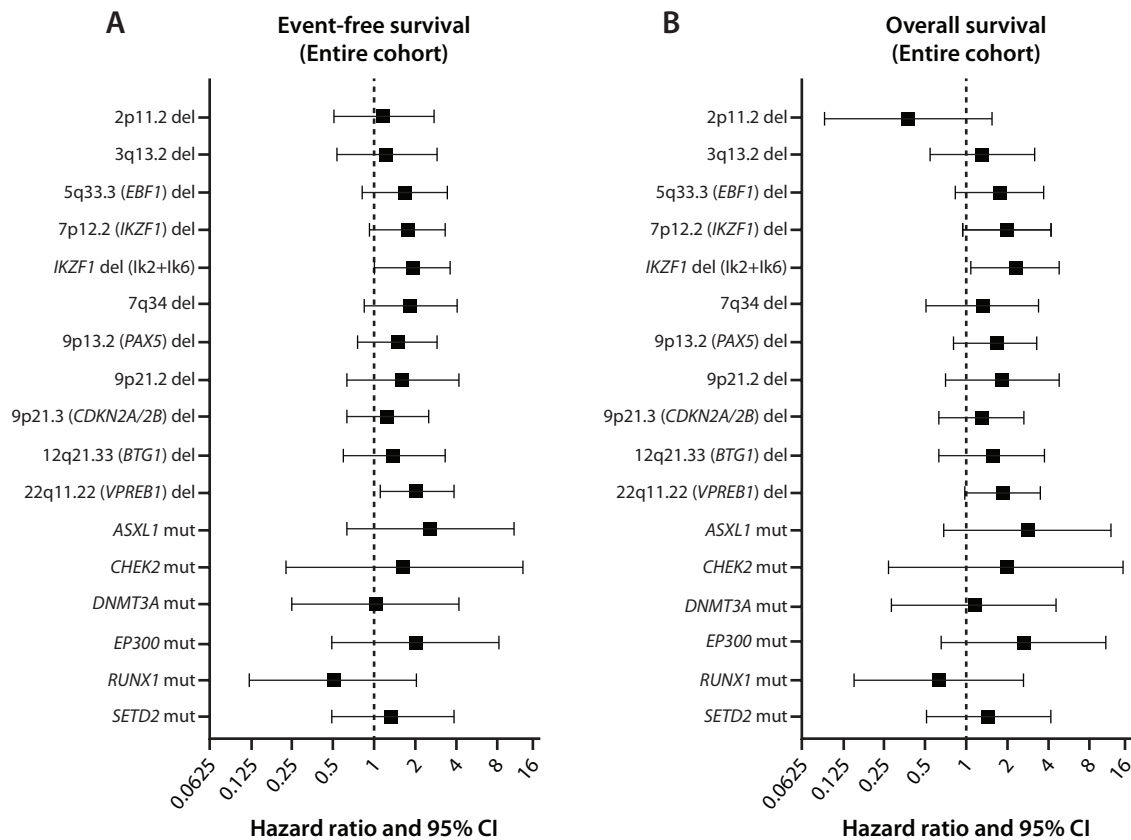 A
Event-free survival
(Entire cohort)
2p11.2 del
3q13.2 del
5q33.3 (EBF1) del
7p12.2 (IKZF1) del
IKZF1 del (Ik2+Ik6)
7q34 del
9p13.2 (PAX5) del
9p21.2 del
9p21.3 (CDKN2A/2B) del
12q21.33 (BTG1) del
22q11.22 (VPREB1) del
ASXL1 mut
CHEK2 mut
DNMT3A mut
EP300 mut
RUNX1 mut
SETD2 mut
0.0625
0.125
0.25
0.5
1
2
4
8
16
Hazard ratio and 95% CI
B
Overall survival
(Entire cohort)
2p11.2 del
3q13.2 del
5q33.3 (EBF1) del
7p12.2 (IKZF1) del
IKZF1 del (Ik2+Ik6)
7q34 del
9p13.2 (PAX5) del
9p21.2 del
9p21.3 (CDKN2A/2B) del
12q21.33 (BTG1) del
22q11.22 (VPREB1) del
ASXL1 mut
CHEK2 mut
DNMT3A mut
EP300 mut
RUNX1 mut
SETD2 mut
0.0625
0.125
0.25
0.5
1
2
4
8
16
Hazard ratio and 95% CI